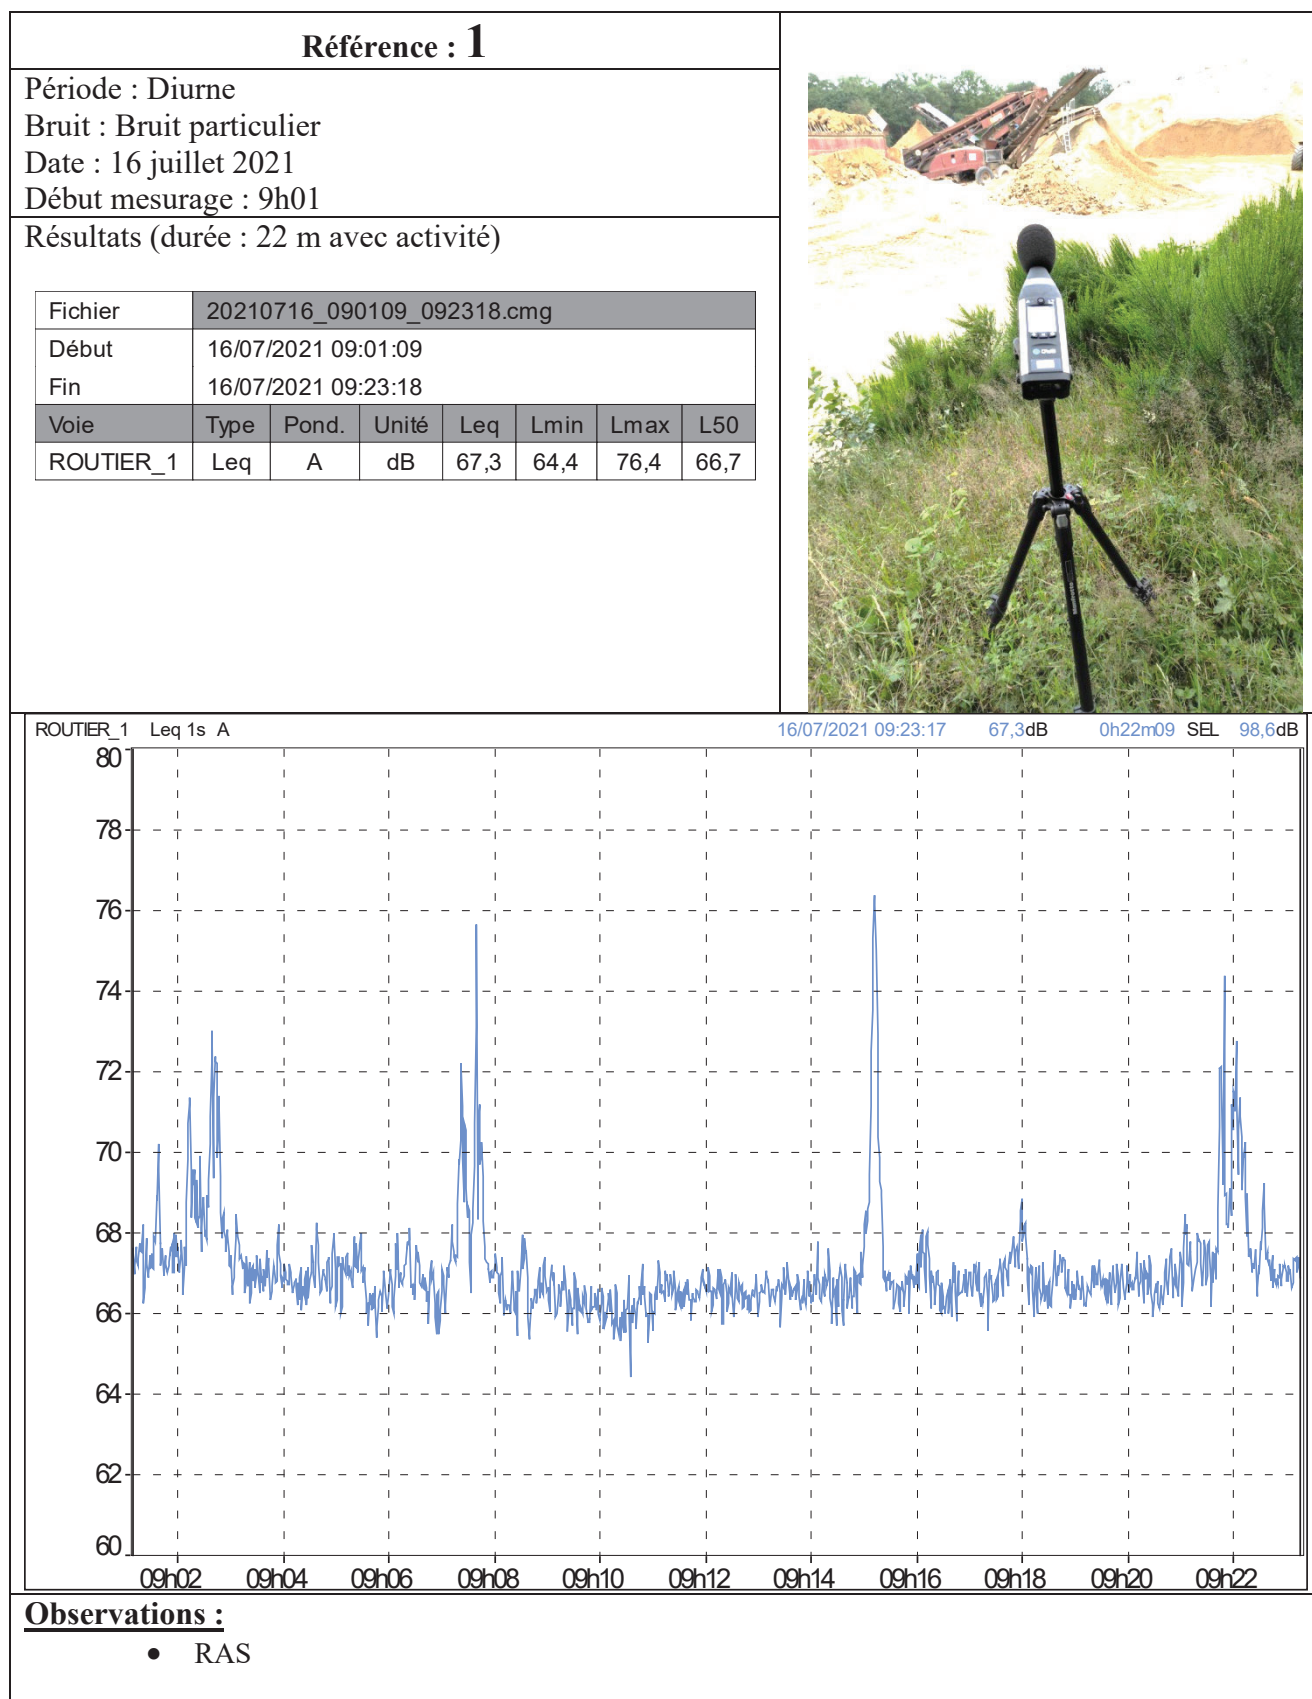 Référence : 1
Période : Diurne
Bruit : Bruit particulier
Date : 16 juillet 2021
Début mesurage : 9h01
Résultats (durée : 22 m avec activité)
Fichier 20210716_090109_092318.cmg
Début 16/07/2021 09:01:09
Fin 16/07/2021 09:23:18
Voie Type Pond. Unité Leq Lmin Lmax L50
ROUTIER_1 Leq A dB 67,3 64,4 76,4 66,7
ROUTIER_1 Leq 1s A 16/07/2021 09:23:17 67,3dB 0h22m09 SEL 98,6dB
80
78
76
74
72
70
68
66
64
62
60
09h02 09h04 09h06 09h08 09h10 09h12 09h14 09h16 09h18 09h20 09h22
Observations :
• RAS